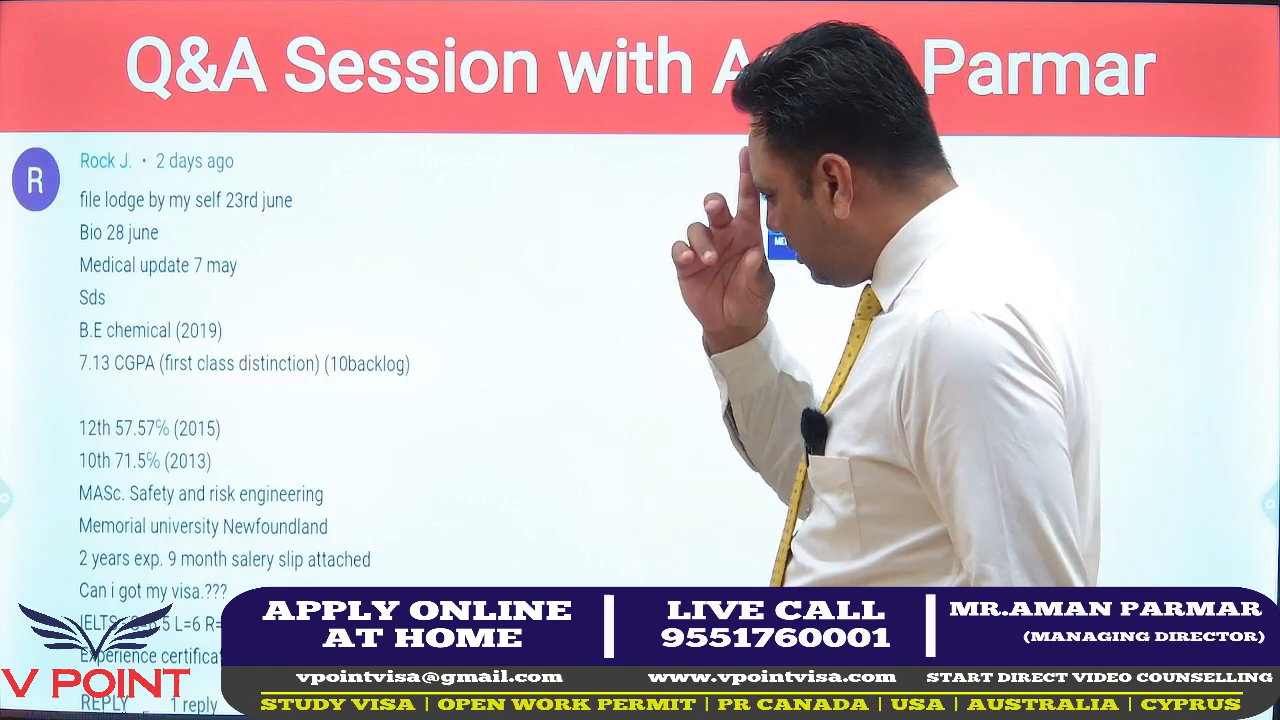 Q&A Session with A Parmar
R
Rock J. • 2 days ago
file lodge by my self 23rd june
Bio 28 june
Medical update 7 may
Sds
B.E chemical (2019)
7.13 CGPA (first class distinction) (10backlog)
12th 57.57% (2015)
10th 71.5% (2013)
MASc. Safety and risk engineering
Memorial university Newfoundland
2 years exp. 9 month salery slip attached
Can i got my visa.???
L=6 R=
REPLY 1 reply
V POINT
APPLY ONLINE
AT HOME
LIVE CALL
9551760001
MR.AMAN PARMAR
(MANAGING DIRECTOR)
vpointvisa@gmail.com
www.vpointvisa.com
START DIRECT VIDEO COUNSELLING
STUDY VISA | OPEN WORK PERMIT | PR CANADA | USA | AUSTRALIA | CYPRUS